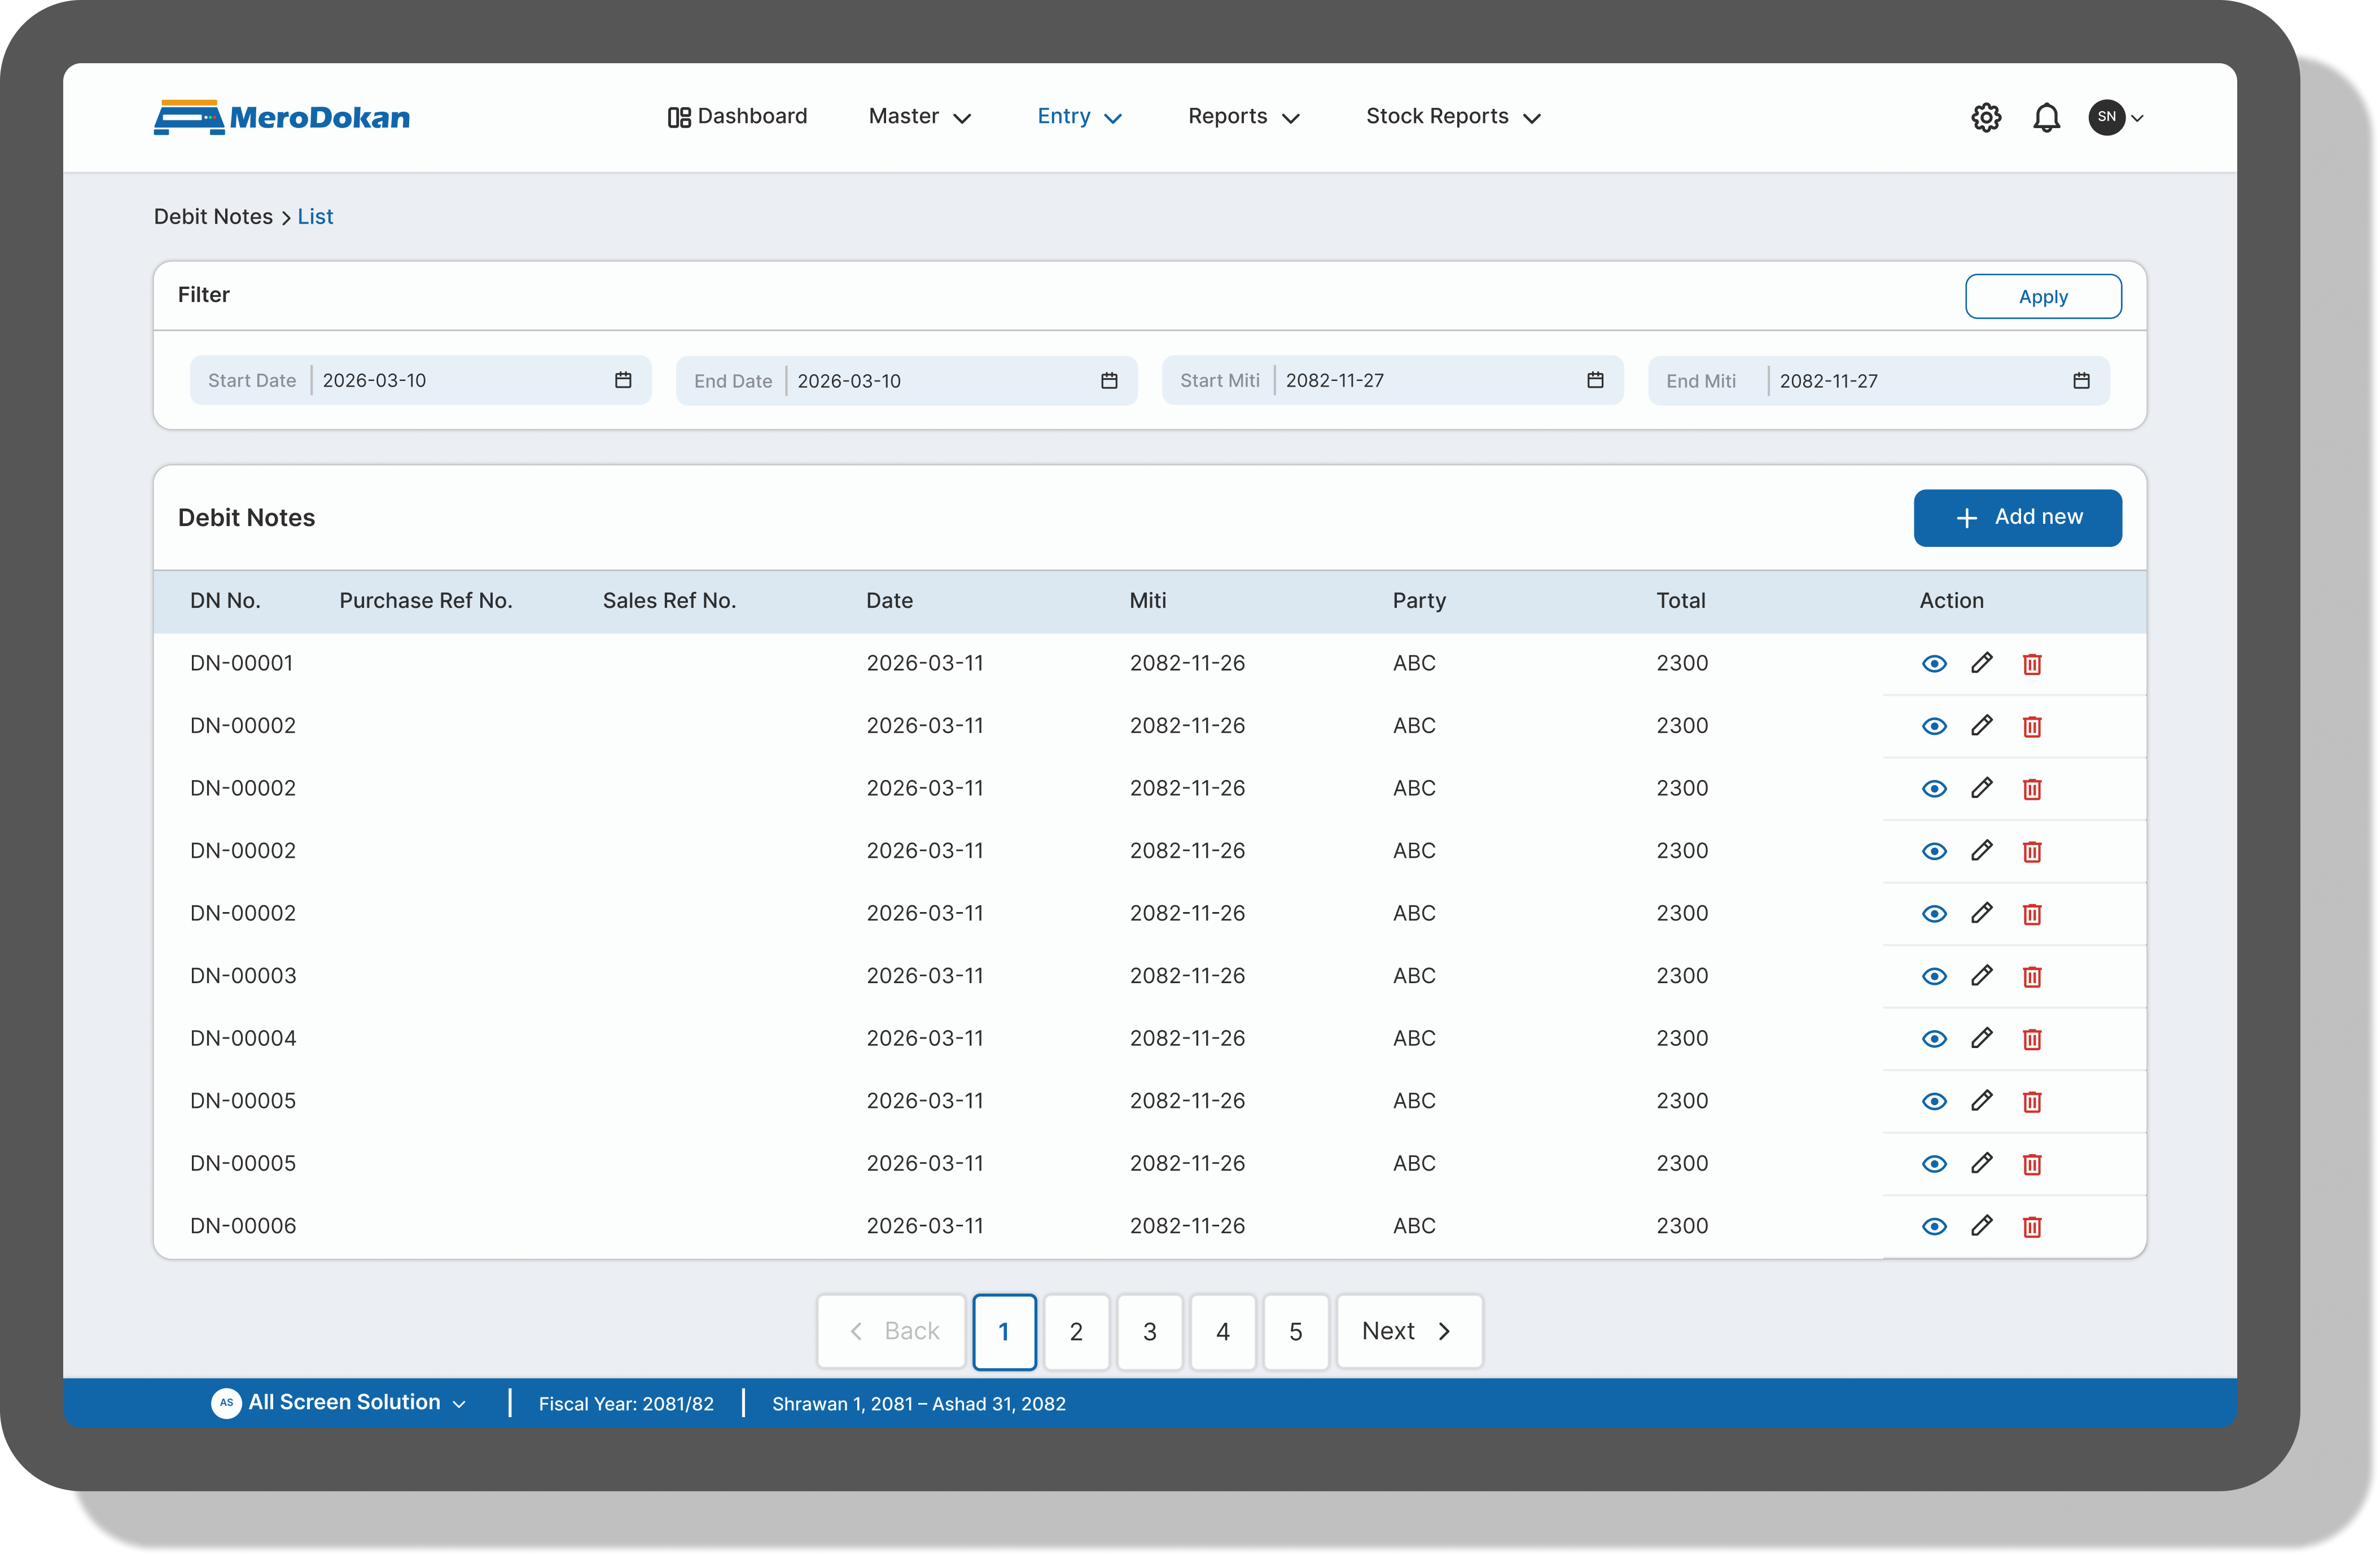 MeroDokan Dashboard Master Entry Reports Stock Reports SN
Debit Notes > List
Filter Apply
Start Date 2026-03-10 End Date 2026-03-10 Start Miti 2082-11-27 End Miti 2082-11-27
Debit Notes + Add new
DN No. Purchase Ref No. Sales Ref No. Date Miti Party Total Action
DN-00001 2026-03-11 2082-11-26 ABC 2300
DN-00002 2026-03-11 2082-11-26 ABC 2300
DN-00002 2026-03-11 2082-11-26 ABC 2300
DN-00002 2026-03-11 2082-11-26 ABC 2300
DN-00002 2026-03-11 2082-11-26 ABC 2300
DN-00003 2026-03-11 2082-11-26 ABC 2300
DN-00004 2026-03-11 2082-11-26 ABC 2300
DN-00005 2026-03-11 2082-11-26 ABC 2300
DN-00005 2026-03-11 2082-11-26 ABC 2300
DN-00006 2026-03-11 2082-11-26 ABC 2300
< Back 1 2 3 4 5 Next >
AS All Screen Solution Fiscal Year: 2081/82 Shrawan 1, 2081 – Ashad 31, 2082